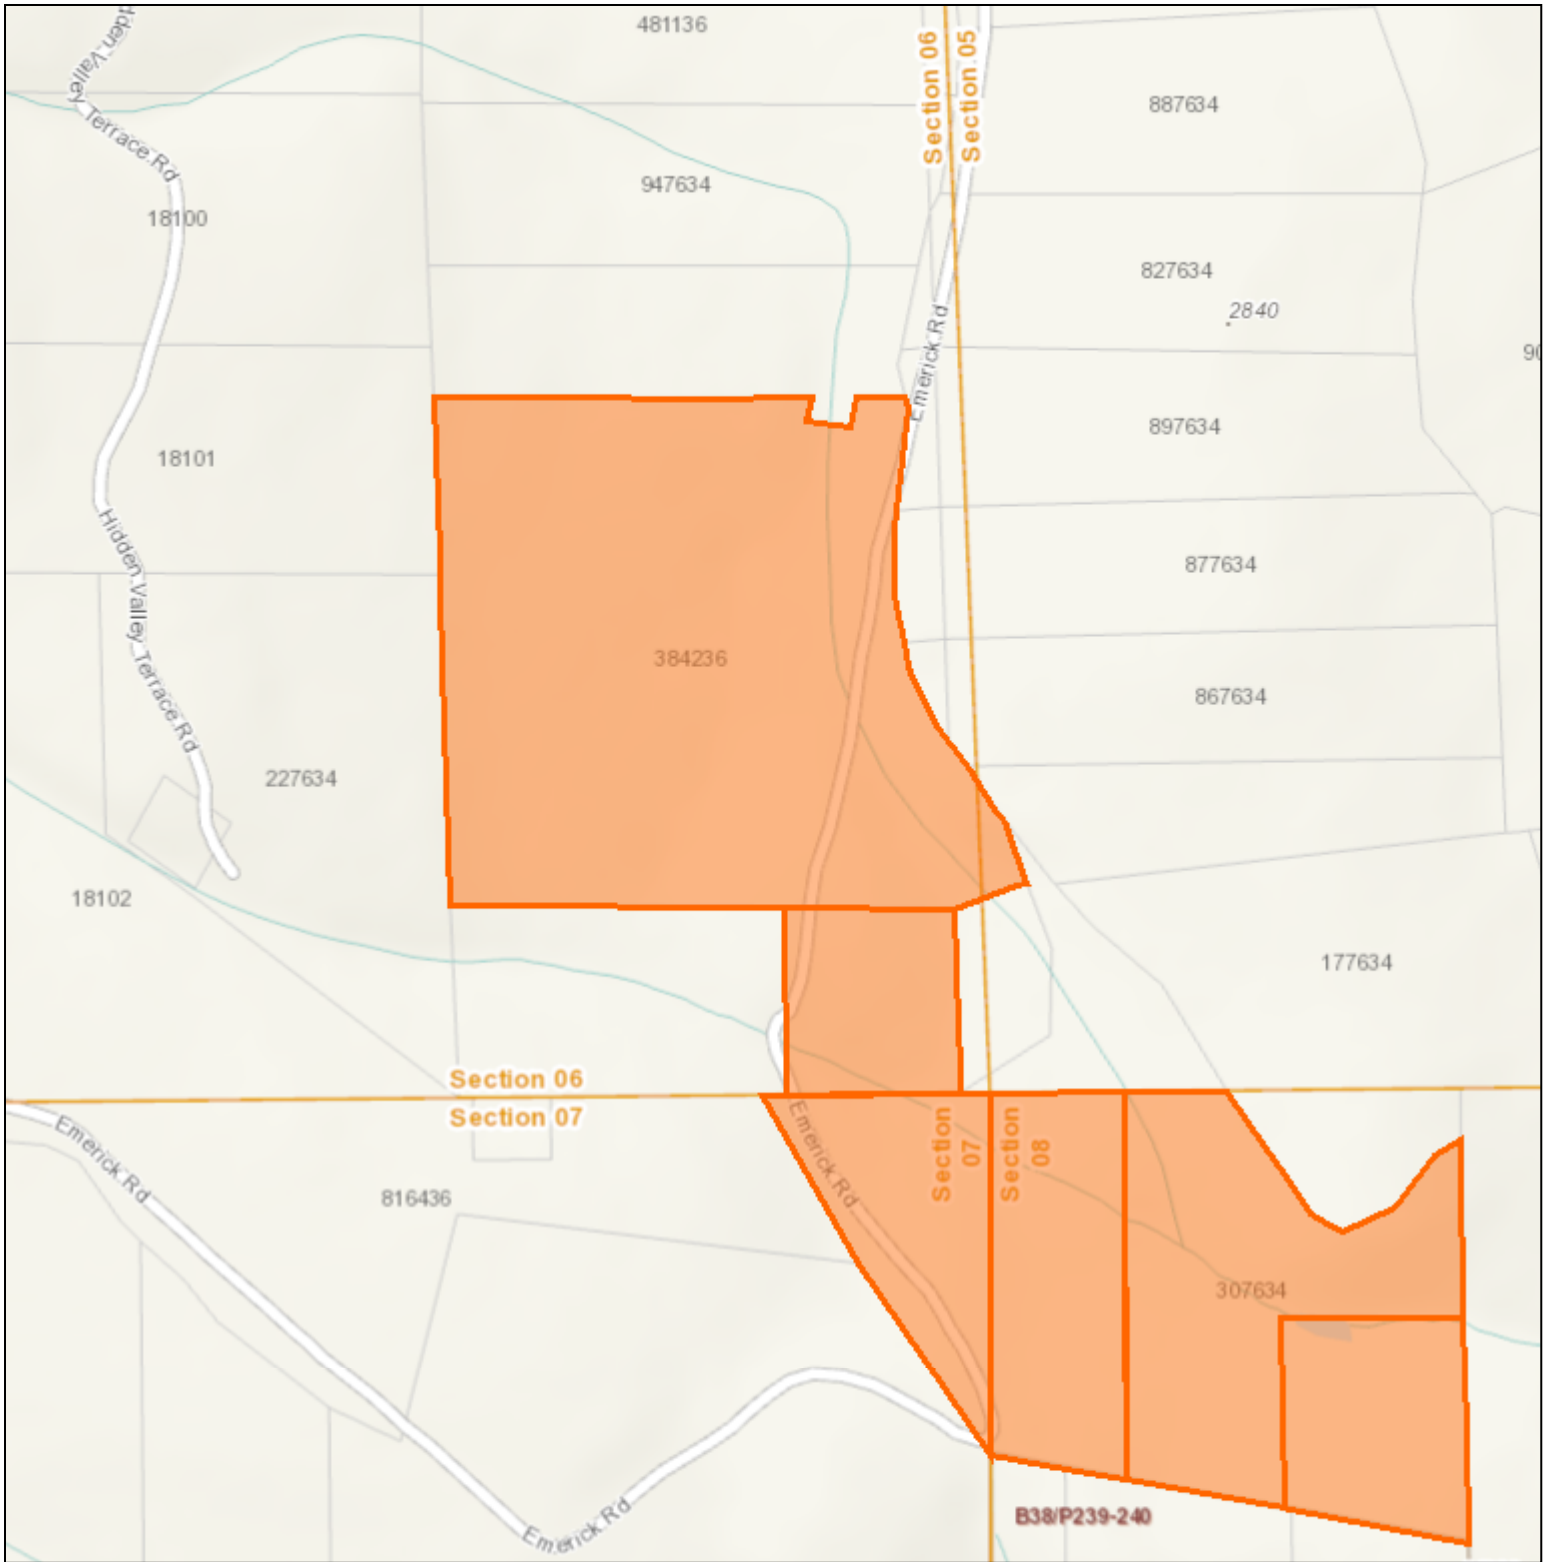 481136
Section 06
Section 05
dden Valley Terrace Rd
887634
947634
18100
827634
2840
Emerick Rd
90
897634
18101
Hidden Valley Terrace Rd
877634
384236
867634
227634
18102
177634
Section 06
Section 07
Emerick Rd
Emerick Rd
Section
07
Section
08
816436
307634
B38/P239-240
Emerick Rd